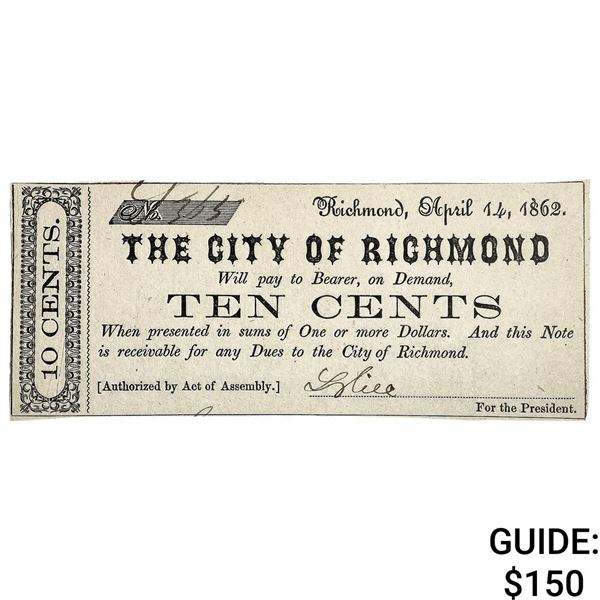 No.
Richmond, April 14, 1862.
THE CITY OF RICHMOND
Will pay to Bearer, on Demand,
TEN CENTS
When presented in sums of One or more Dollars. And this Note
is receivable for any Dues to the City of Richmond.
[Authorized by Act of Assembly.]
For the President.
10 CENTS.
GUIDE:
$150